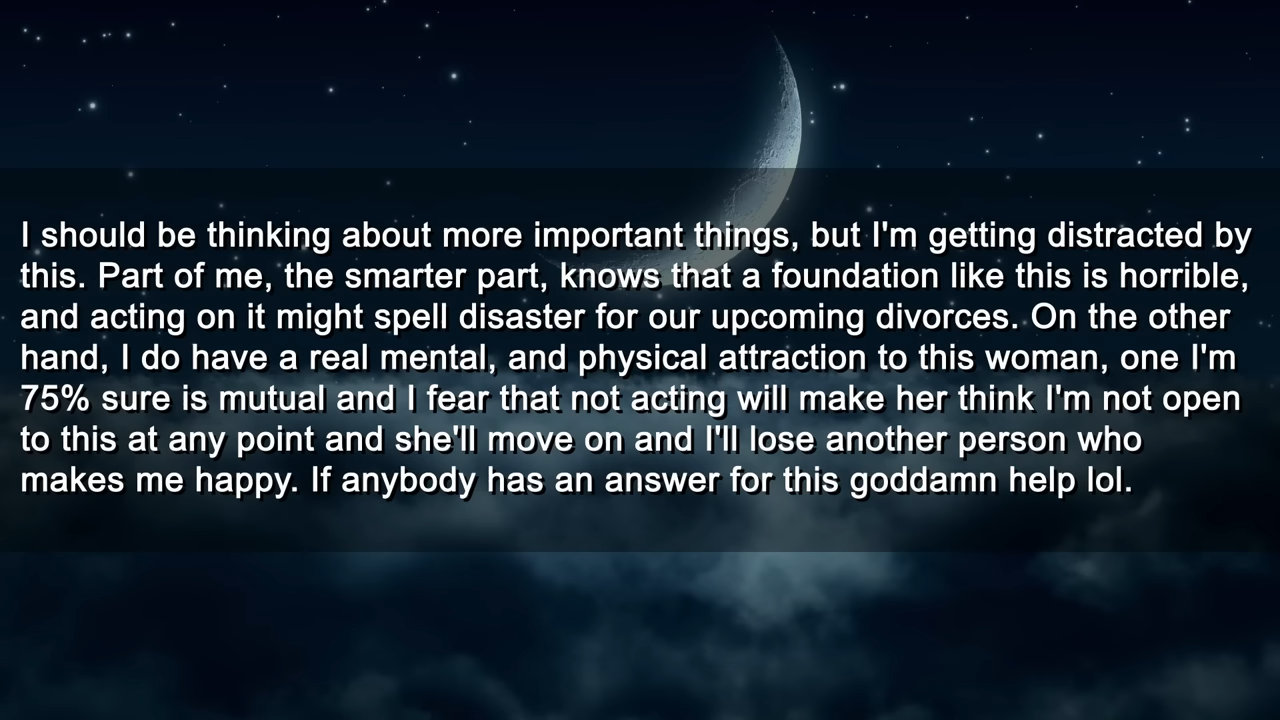 I should be thinking about more important things, but I'm getting distracted by
this. Part of me, the smarter part, knows that a foundation like this is horrible,
and acting on it might spell disaster for our upcoming divorces. On the other
hand, I do have a real mental, and physical attraction to this woman, one I'm
75% sure is mutual and I fear that not acting will make her think I'm not open
to this at any point and she'll move on and I'll lose another person who
makes me happy. If anybody has an answer for this goddamn help lol.